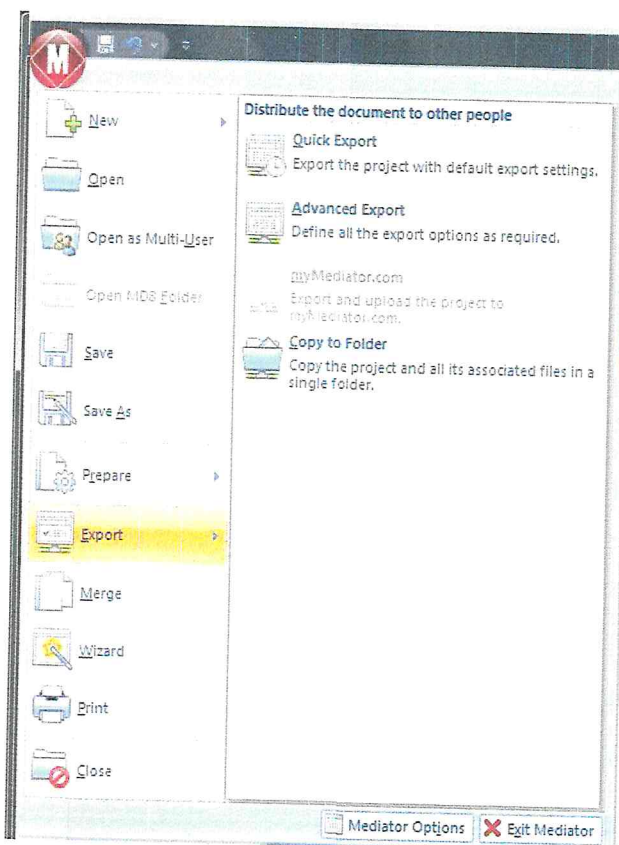 M
New
Open
Open as Multi-User
Open MD8 Folder
Save
Save As
Prepare
Export
Merge
Wizard
Print
Close
Distribute the document to other people
Quick Export
Export the project with default export settings.
Advanced Export
Define all the export options as required.
myMediator.com
Export and upload the project to
myMediator.com.
Copy to Folder
Copy the project and all its associated files in a
single folder.
Mediator Options
Exit Mediator